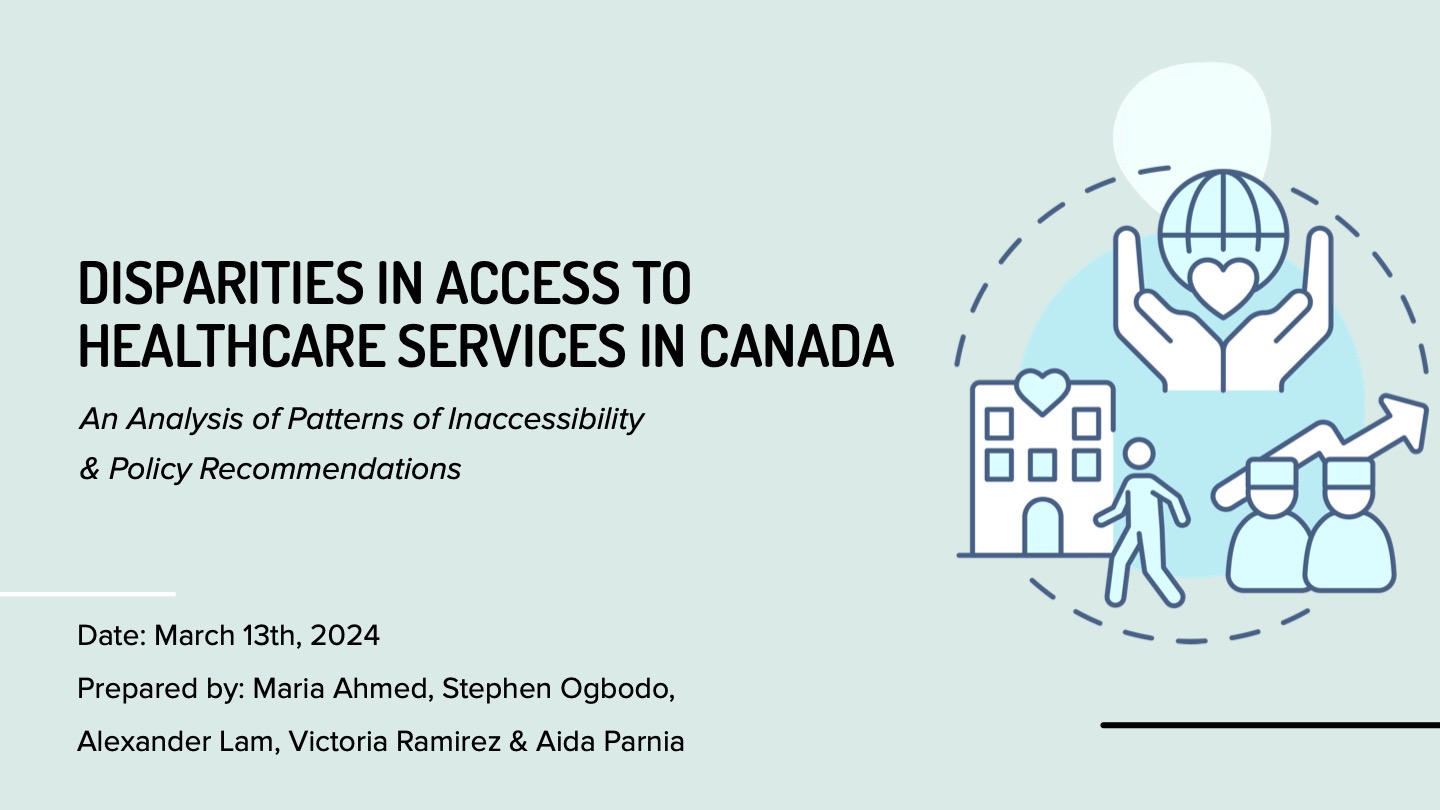 DISPARITIES IN ACCESS TO
HEALTHCARE SERVICES IN CANADA
An Analysis of Patterns of Inaccessibility
& Policy Recommendations
Date: March 13th, 2024
Prepared by: Maria Ahmed, Stephen Ogbodo,
Alexander Lam, Victoria Ramirez & Aida Parnia